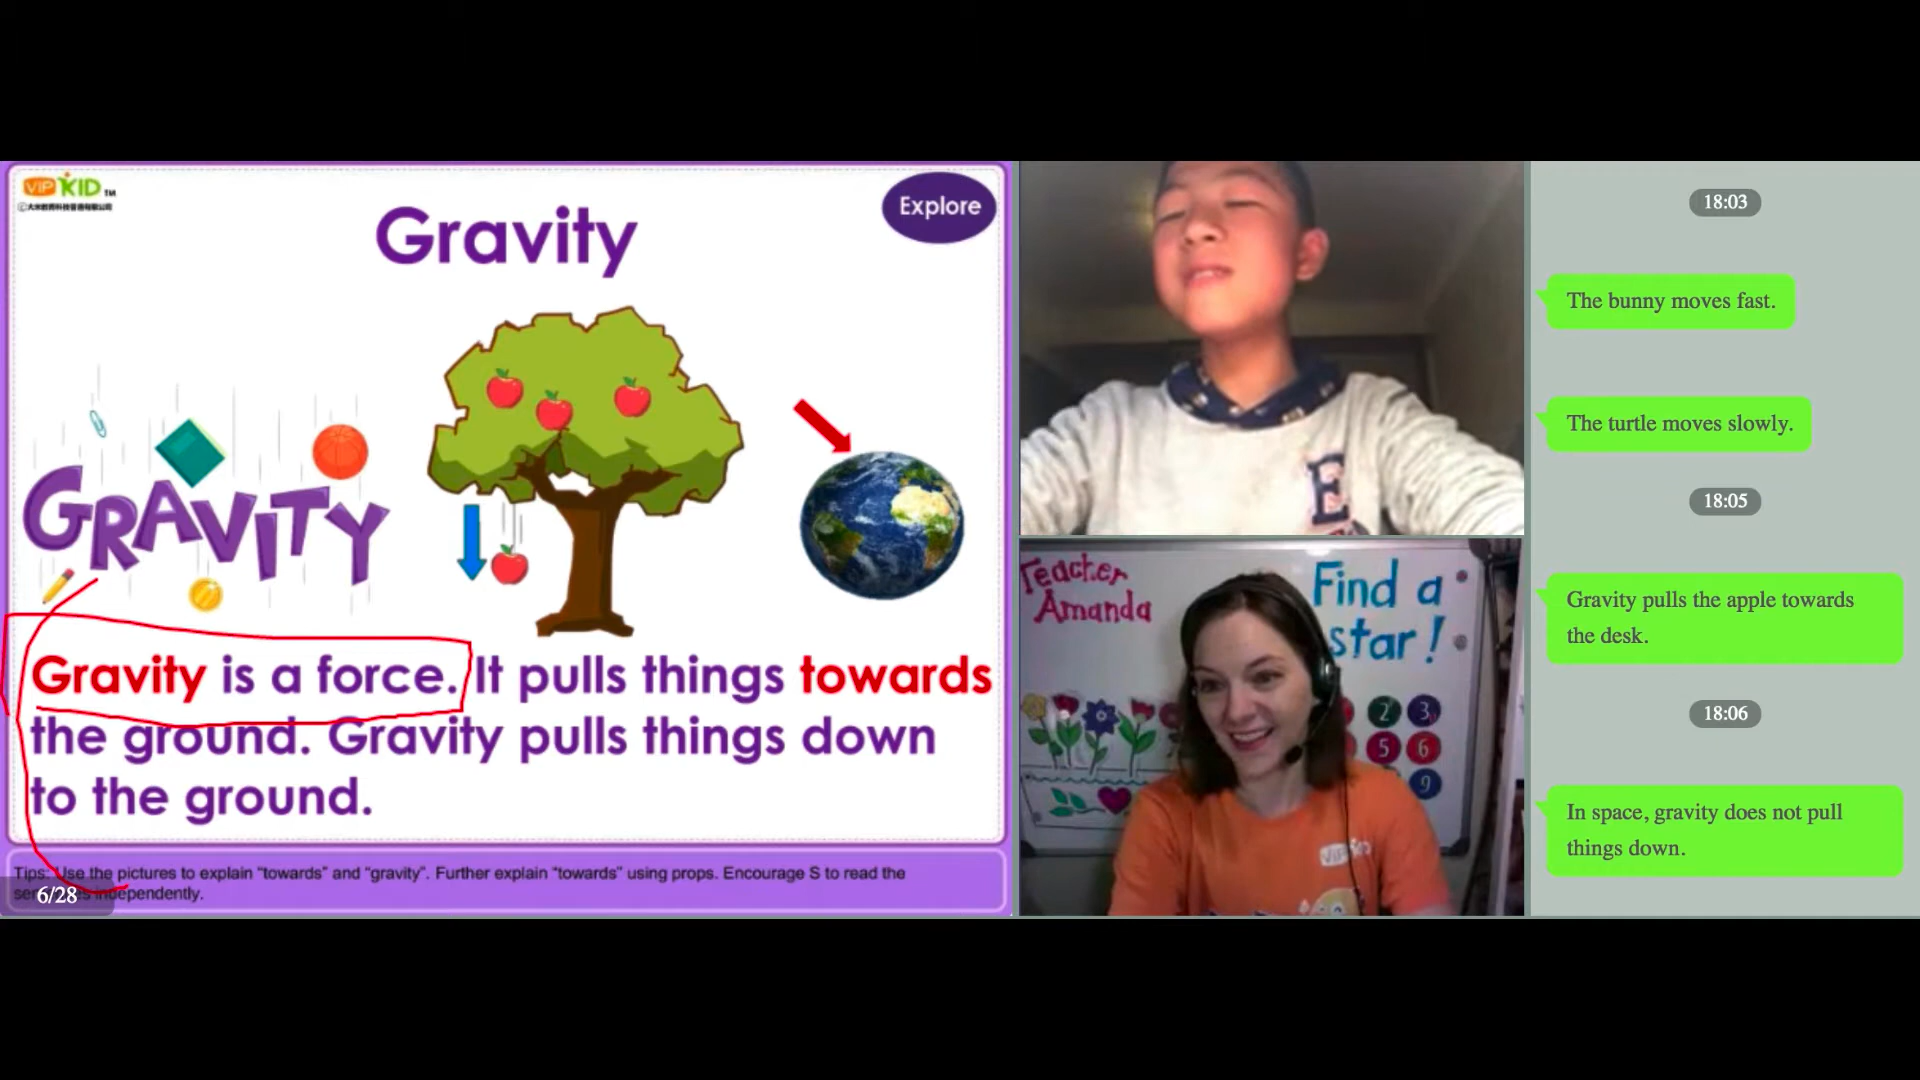 VIP KID TM
Explore
Gravity
GRAVITY
Gravity is a force. It pulls things towards
the ground. Gravity pulls things down
to the ground.
Tips: Use the pictures to explain "towards" and "gravity". Further explain "towards" using props. Encourage S to read the
independently.
6/28
E
Teacher
Amanda
Find a
star!
2 3
5 6
9
18:03
The bunny moves fast.
The turtle moves slowly.
18:05
Gravity pulls the apple towards
the desk.
18:06
In space, gravity does not pull
things down.